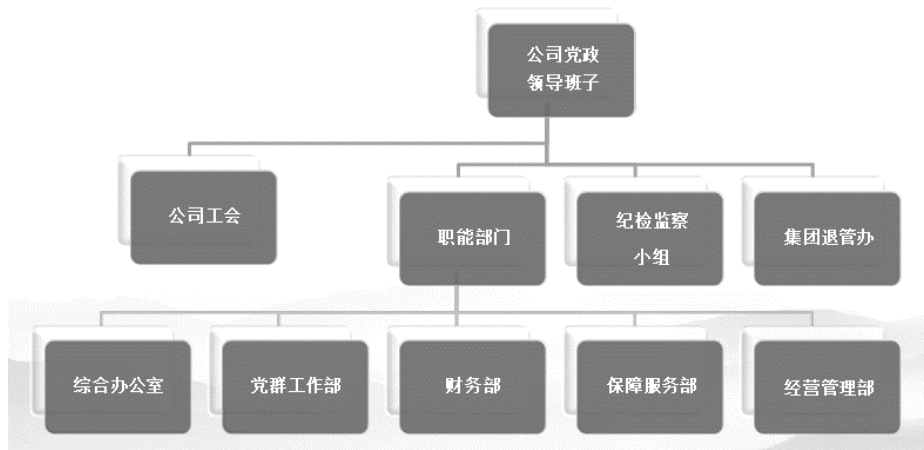 公司党政
领导班子
公司工会
职能部门
纪检监察
小组
集团退管办
综合办公室
党群工作部
财务部
保障服务部
经营管理部